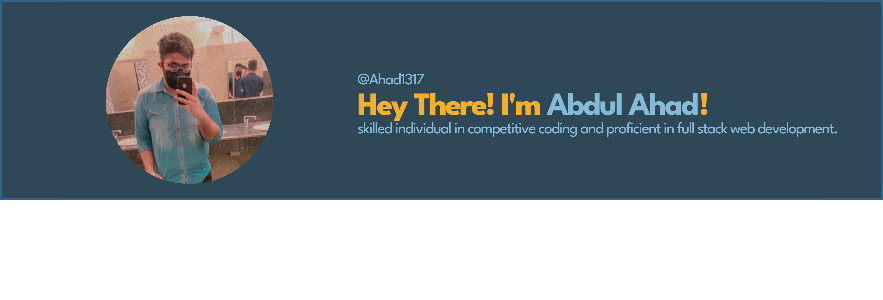 @Ahad1317
Hey There! I'm Abdul Ahad!
skilled individual in competitive coding and proficient in full stack web development.